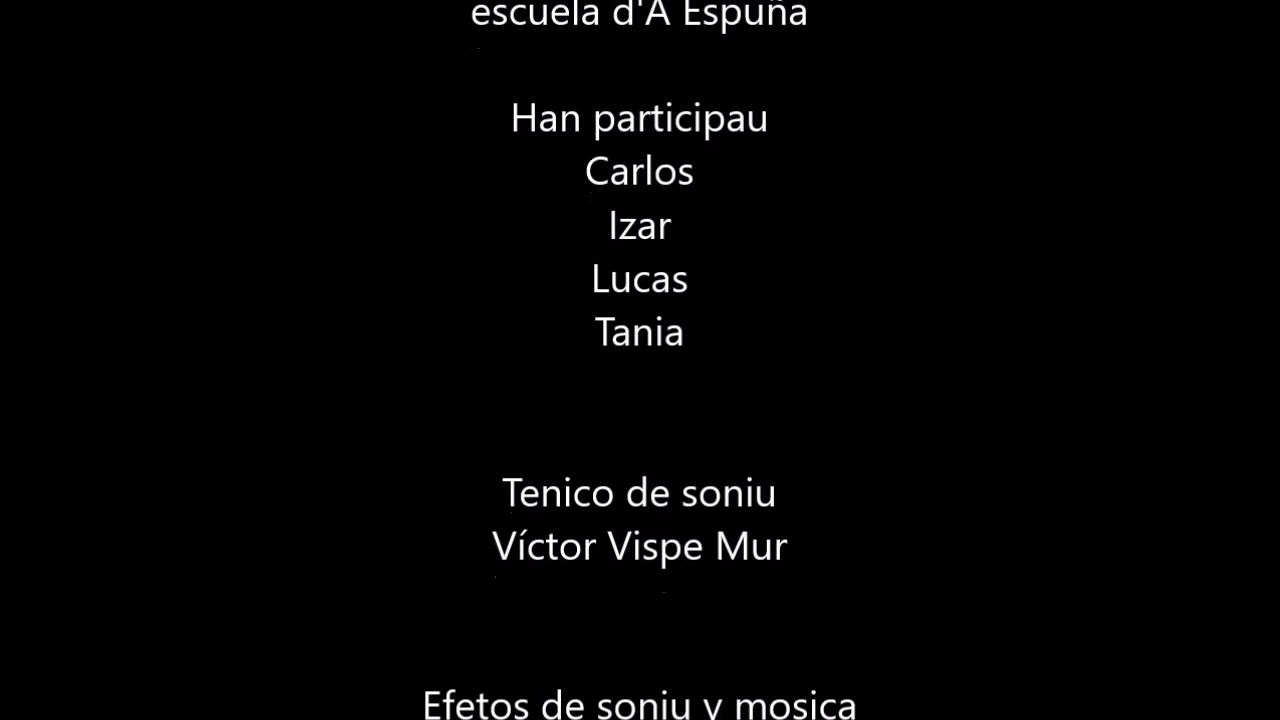 escuela d'A Espuña
Han participau
Carlos
Izar
Lucas
Tania
Tenico de soniu
Víctor Vispe Mur
Efetos de soniu y mosica